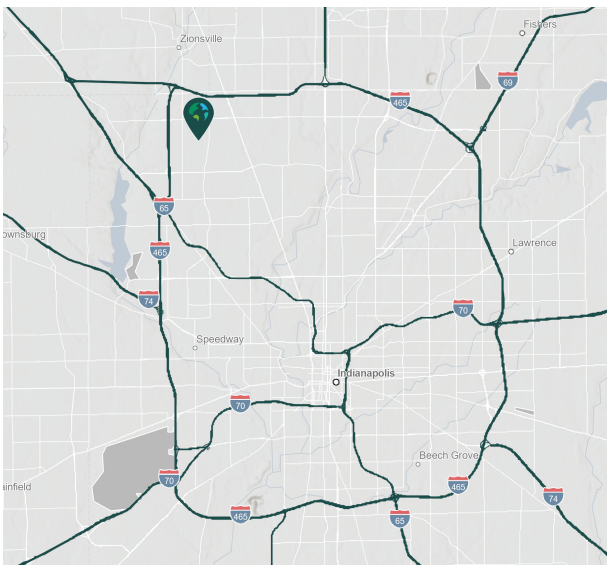 Fishers
Zionsville
69
465
65
ownsburg
Lawrence
465
74
70
Speedway
Indianapolis
70
Beech Grove
70
ainfield
465
74
465
65